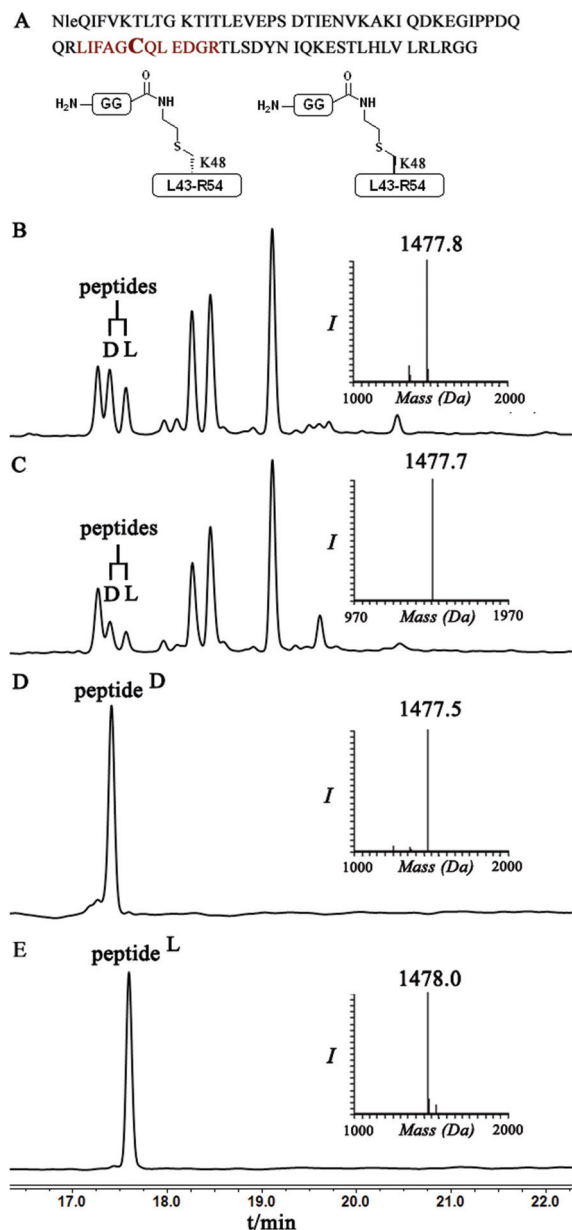 A NleQIFVKTLTG KTITLEVEPS DTIENVKAKI QDKEGIPPDQ
QRLIFAGCQL EDGRTLSDYN IQKESTLHLV LRLRGG
O O
H₂N GG NH H₂N GG NH
S S
K48 K48
L43-R54 L43-R54
B
1477.8
peptides
D L
I
1000 Mass (Da) 2000
C
1477.7
peptides
D L
I
970 Mass (Da) 1970
D
peptide D
1477.5
I
1000 Mass (Da) 2000
E
peptide L
1478.0
I
1000 Mass (Da) 2000
17.0 18.0 19.0 20.0 21.0 22.0
t/min